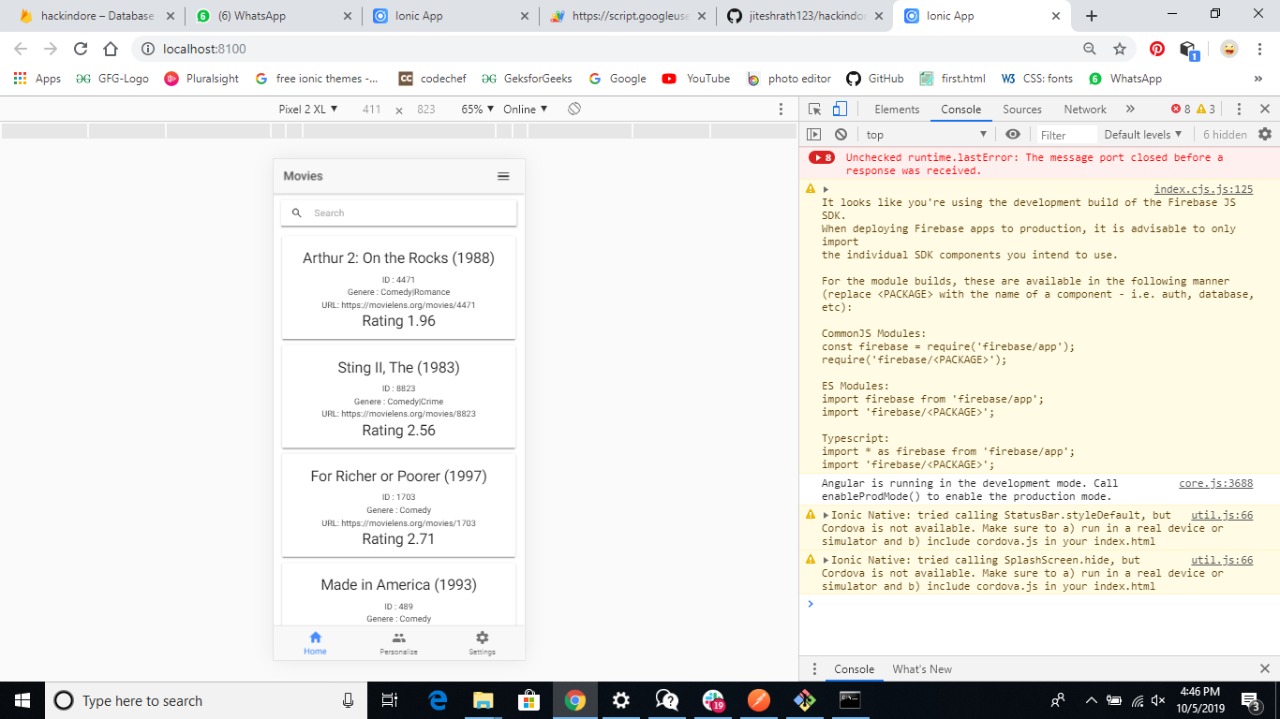 hackindore – Database
(6) WhatsApp
Ionic App
https://script.googleuse
jiteshrath123/hackindor
Ionic App
localhost:8100
Apps
GFG-Logo
Pluralsight
free ionic themes -...
codechef
GeksforGeeks
Google
YouTube
photo editor
GitHub
first.html
CSS: fonts
WhatsApp
Pixel 2 XL ▼ 411 × 823 65% ▼ Online ▼
Elements Console Sources Network 8 3
top Filter Default levels ▼ 6 hidden
Movies
Search
Arthur 2: On the Rocks (1988)
ID : 4471
Genere : Comedy|Romance
URL: https://movielens.org/movies/4471
Rating 1.96
Sting II, The (1983)
ID : 8823
Genere : Comedy|Crime
URL: https://movielens.org/movies/8823
Rating 2.56
For Richer or Poorer (1997)
ID : 1703
Genere : Comedy
URL: https://movielens.org/movies/1703
Rating 2.71
Made in America (1993)
ID : 489
Genere : Comedy
Home Personalize Settings
8 Unchecked runtime.lastError: The message port closed before a
response was received.
index.cjs.js:125
It looks like you're using the development build of the Firebase JS
SDK.
When deploying Firebase apps to production, it is advisable to only
import
the individual SDK components you intend to use.
For the module builds, these are available in the following manner
(replace <PACKAGE> with the name of a component - i.e. auth, database,
etc):
CommonJS Modules:
const firebase = require('firebase/app');
require('firebase/<PACKAGE>');
ES Modules:
import firebase from 'firebase/app';
import 'firebase/<PACKAGE>';
Typescript:
import * as firebase from 'firebase/app';
import 'firebase/<PACKAGE>';
Angular is running in the development mode. Call core.js:3688
enableProdMode() to enable the production mode.
Ionic Native: tried calling StatusBar.styleDefault, but util.js:66
Cordova is not available. Make sure to a) run in a real device or
simulator and b) include cordova.js in your index.html
Ionic Native: tried calling SplashScreen.hide, but util.js:66
Cordova is not available. Make sure to a) run in a real device or
simulator and b) include cordova.js in your index.html
Console What's New
Type here to search
19
4:46 PM
10/5/2019
3